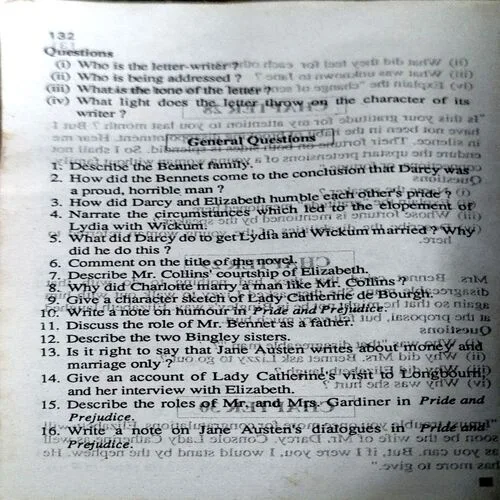 132
Questions
(i) Who is the letter-writer ?
(ii) Who is being addressed ?
(iii) What is the tone of the letter ?
(iv) What light does the letter throw on the character of its
writer ?
General Questions
1. Describe the Bennet family.
2. How did the Bennets come to the conclusion that Darcy was
a proud, horrible man ?
3. How did Darcy and Elizabeth humble each other's pride ?
4. Narrate the circumstances which led to the elopement of
Lydia with Wickum.
5. What did Darcy do to get Lydia and Wickum married ? Why
did he do this ?
6. Comment on the title of the novel.
7. Describe Mr. Collins' courtship of Elizabeth.
8. Why did Charlotte marry a man like Mr. Collins ?
9. Give a character sketch of Lady Catherine de Bourgh.
10. Write a note on humour in Pride and Prejudice.
11. Discuss the role of Mr. Bennet as a father.
12. Describe the two Bingley sisters.
13. Is it right to say that Jane Austen writes about money and
marriage only ?
14. Give an account of Lady Catherine's visit to Longbourn
and her interview with Elizabeth.
15. Describe the roles of Mr. and Mrs. Gardiner in Pride and
Prejudice.
16. Write a note on Jane Austen's dialogues in Pride and
Prejudice.